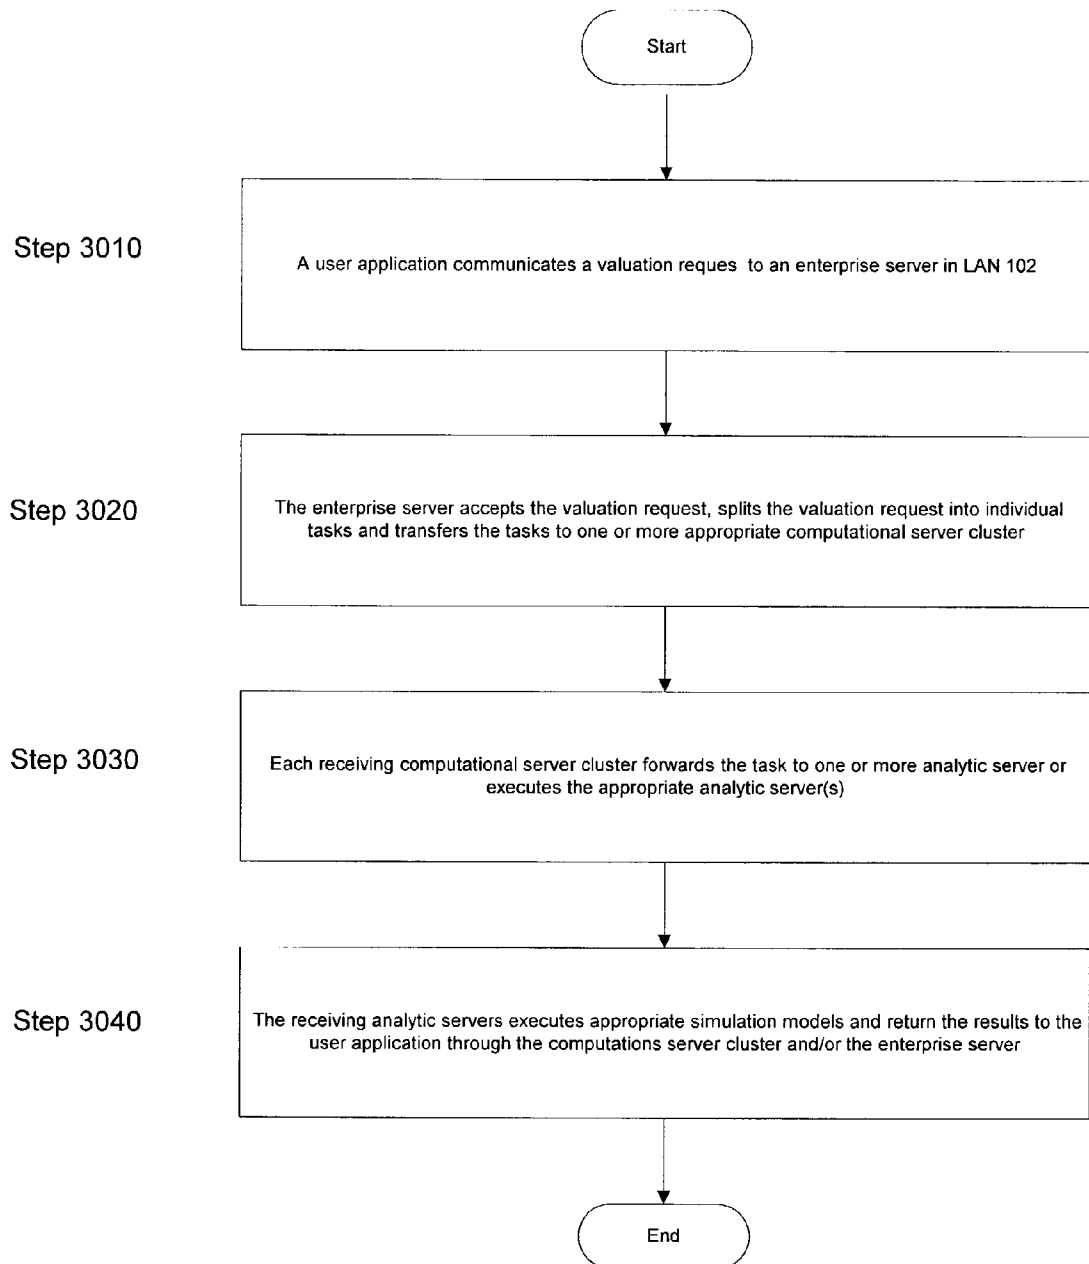 Start
Step 3010
A user application communicates a valuation reques to an enterprise server in LAN 102
Step 3020
The enterprise server accepts the valuation request, splits the valuation request into individual
tasks and transfers the tasks to one or more appropriate computational server cluster
Step 3030
Each receiving computational server cluster forwards the task to one or more analytic server or
executes the appropriate analytic server(s)
Step 3040
The receiving analytic servers executes appropriate simulation models and return the results to the
user application through the computations server cluster and/or the enterprise server
End